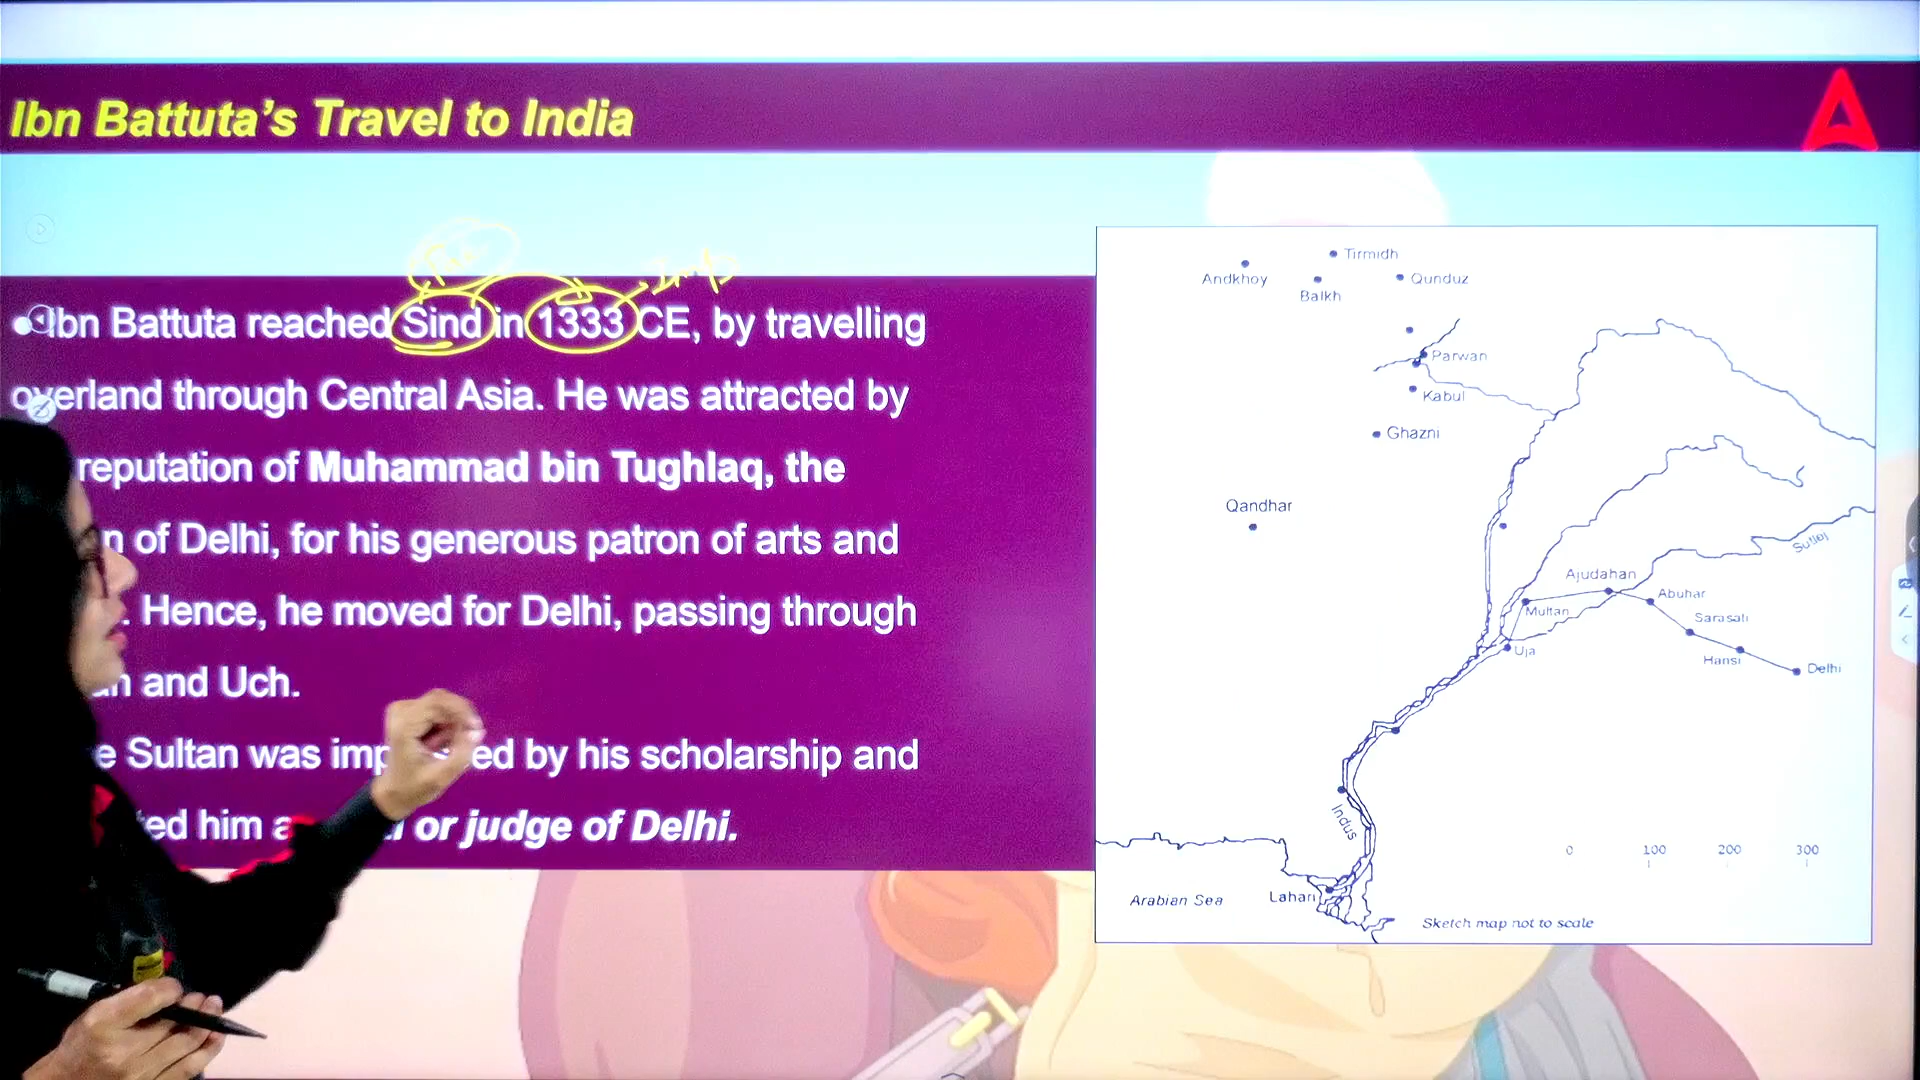 Ibn Battuta's Travel to India
Imp
Ibn Battuta reached Sind in 1333 CE, by travelling
overland through Central Asia. He was attracted by
reputation of Muhammad bin Tughlaq, the
of Delhi, for his generous patron of arts and
. Hence, he moved for Delhi, passing through
and Uch.
Sultan was by his scholarship and
him or judge of Delhi.
Tirmidh
Andkhoy
Balkh
Qunduz
Parwan
Kabul
Ghazni
Qandhar
Sutlej
Ajudahan
Abuhar
Multan
Sarasati
Uja
Hansi
Delhi
Indus
0 100 200 300
Arabian Sea
Lahari
Sketch map not to scale